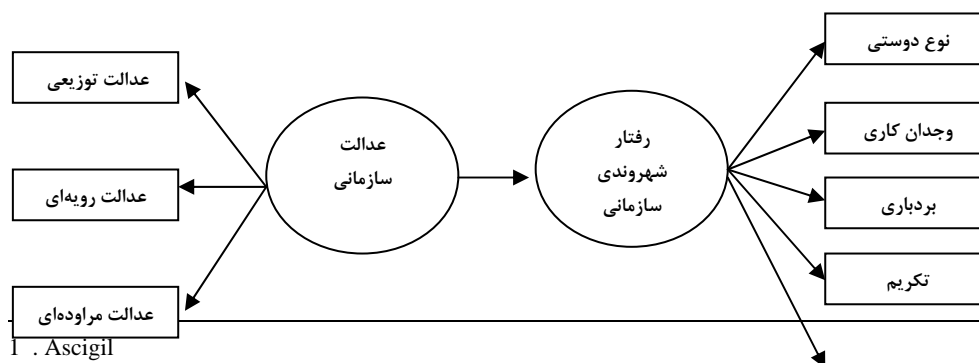 نوع دوستی
عدالت توزیعی
وجدان کاری
عدالت
سازمانی
رفتار
شهروندی
سازمانی
عدالت رویه‌ای
بردباری
تکریم
عدالت مراوده‌ای
1 . Ascigil